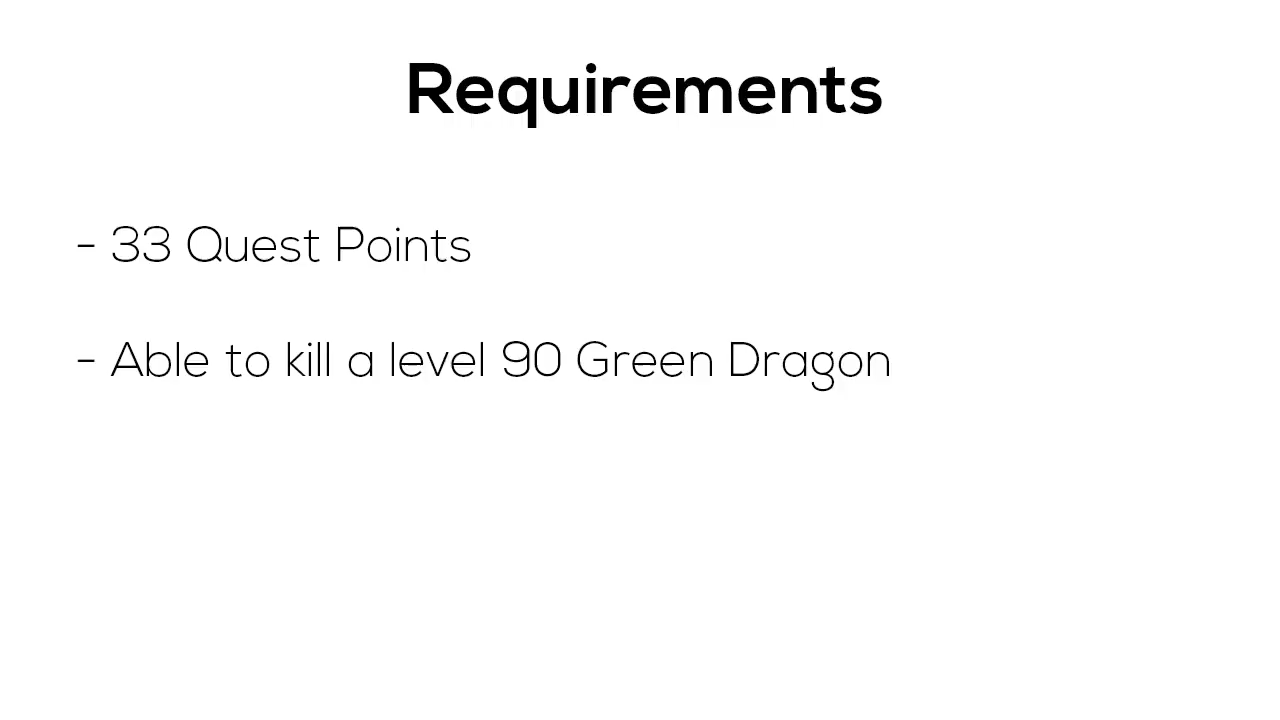 Requirements
- 33 Quest Points
- Able to kill a level 90 Green Dragon